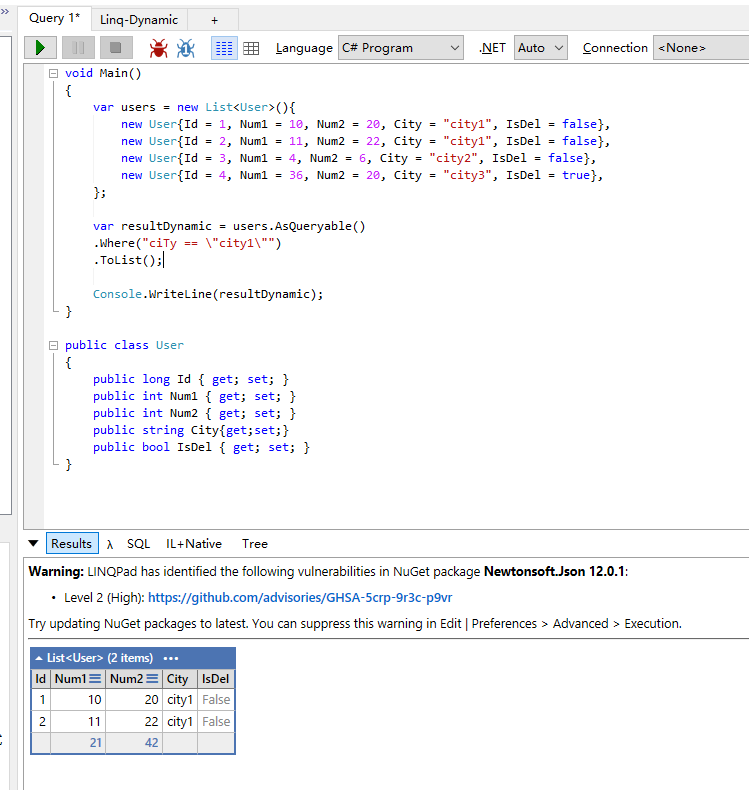 Query 1* Linq-Dynamic +
Language C# Program .NET Auto Connection <None>
void Main()
{
var users = new List<User>(){
new User{Id = 1, Num1 = 10, Num2 = 20, City = "city1", IsDel = false},
new User{Id = 2, Num1 = 11, Num2 = 22, City = "city1", IsDel = false},
new User{Id = 3, Num1 = 4, Num2 = 6, City = "city2", IsDel = false},
new User{Id = 4, Num1 = 36, Num2 = 20, City = "city3", IsDel = true},
};
var resultDynamic = users.AsQueryable()
.Where("ciTy == \"city1\"")
.ToList();
Console.WriteLine(resultDynamic);
}
public class User
{
public long Id { get; set; }
public int Num1 { get; set; }
public int Num2 { get; set; }
public string City{get;set;}
public bool IsDel { get; set; }
}
Results λ SQL IL+Native Tree
Warning: LINQPad has identified the following vulnerabilities in NuGet package Newtonsoft.Json 12.0.1:
• Level 2 (High): https://github.com/advisories/GHSA-5crp-9r3c-p9vr
Try updating NuGet packages to latest. You can suppress this warning in Edit | Preferences > Advanced > Execution.
List<User> (2 items) •••
Id Num1 Num2 City IsDel
1 10 20 city1 False
2 11 22 city1 False
21 42